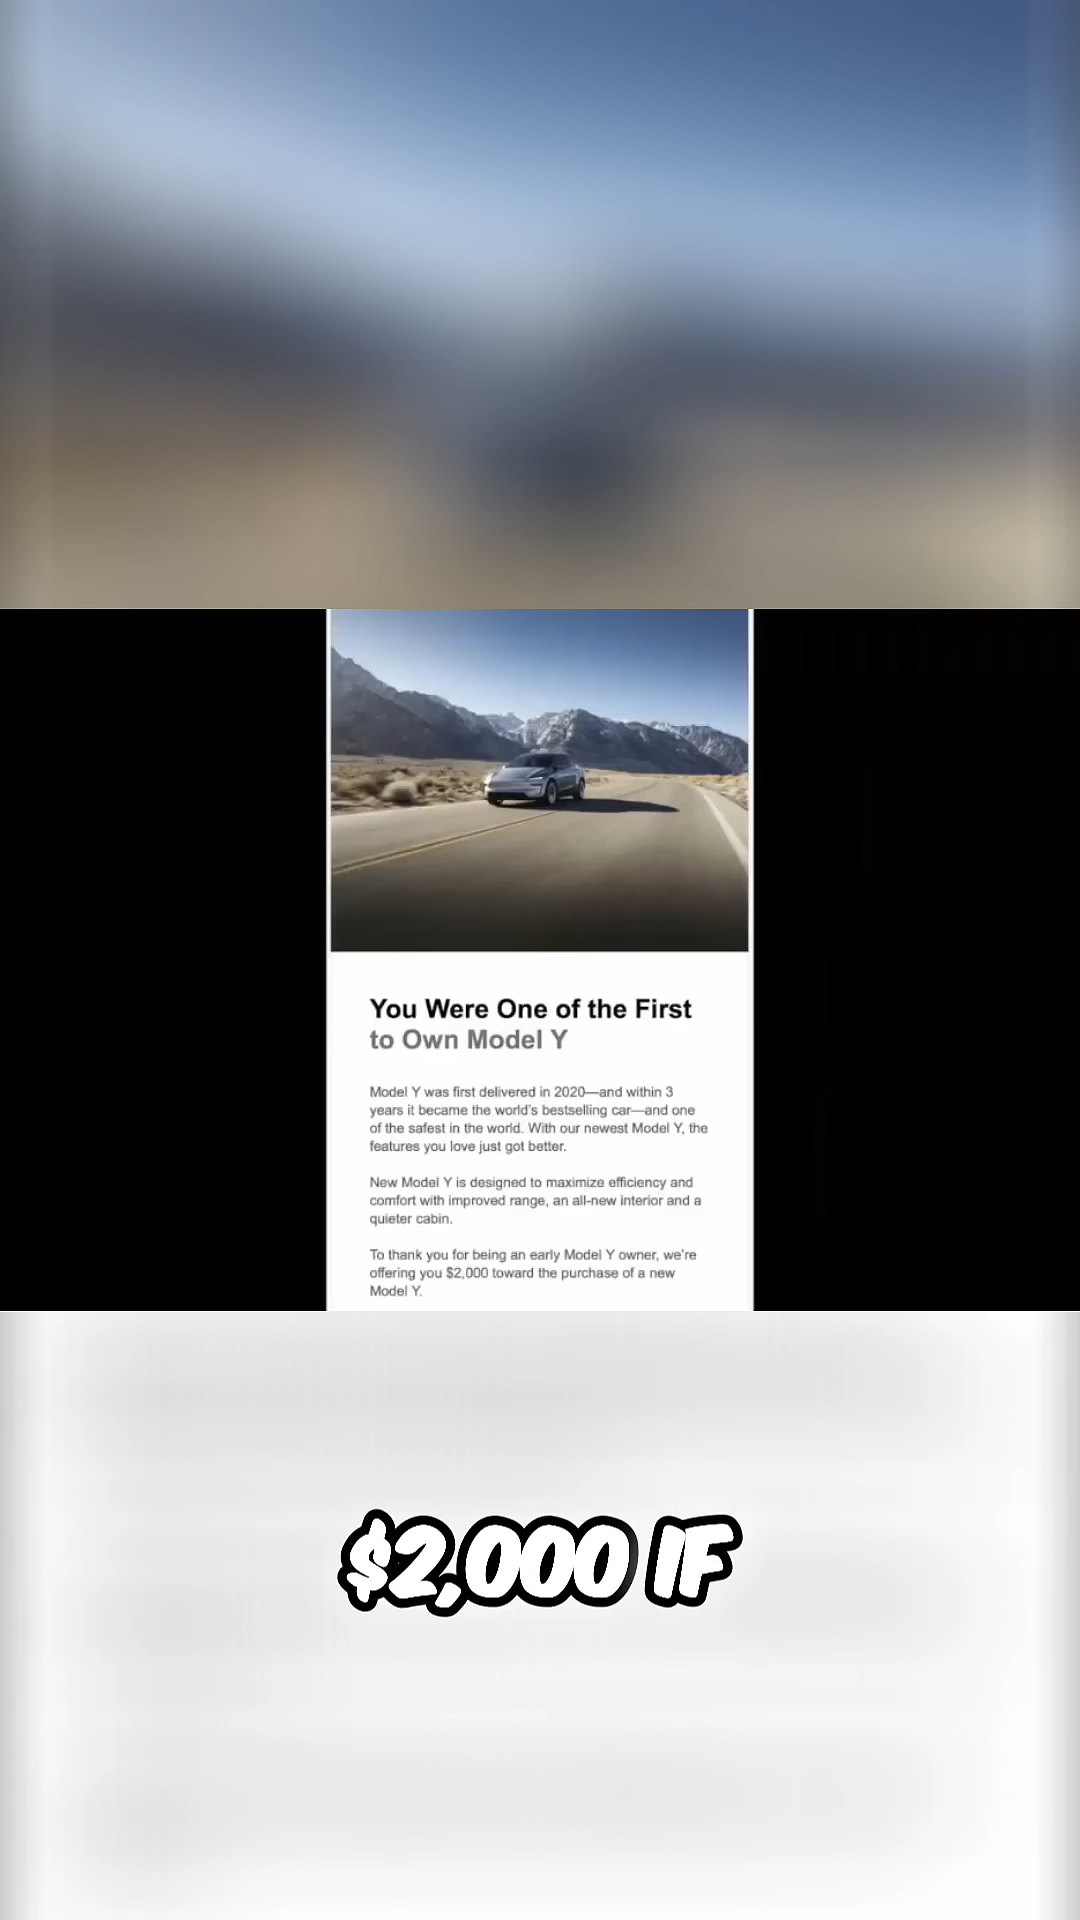 You Were One of the First
to Own Model Y
Model Y was first delivered in 2020—and within 3
years it became the world's bestselling car—and one
of the safest in the world. With our newest Model Y, the
features you love just got better.
New Model Y is designed to maximize efficiency and
comfort with improved range, an all-new interior and a
quieter cabin.
To thank you for being an early Model Y owner, we're
offering you $2,000 toward the purchase of a new
Model Y.
$2,000 IF